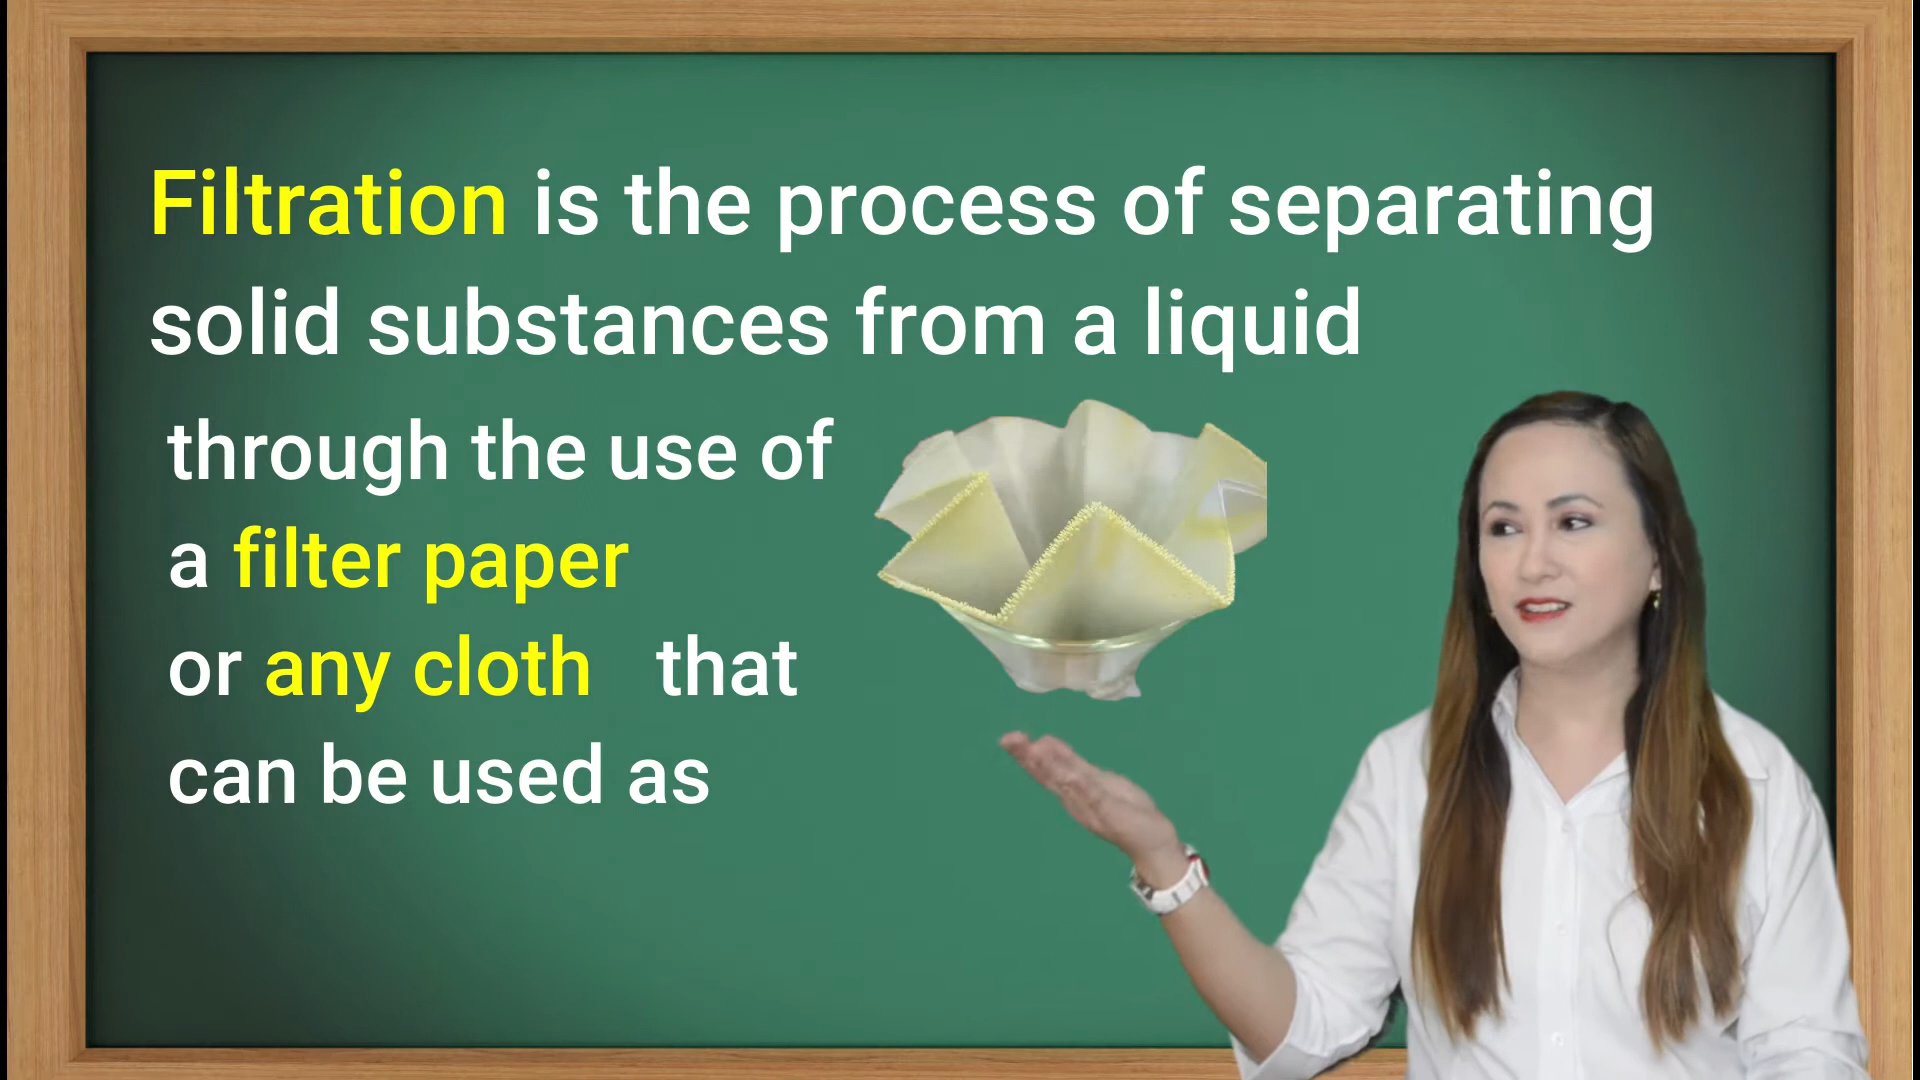 Filtration is the process of separating
solid substances from a liquid
through the use of
a filter paper
or any cloth that
can be used as